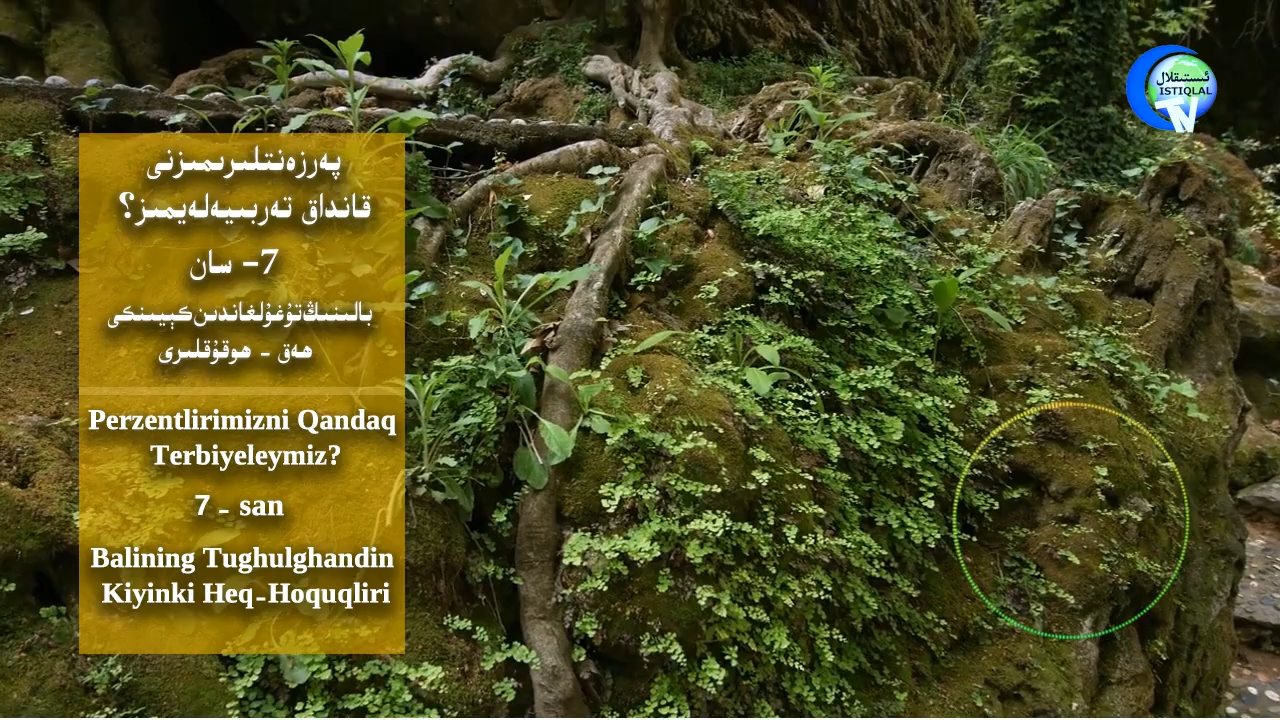 پەرزەنتلىرىمىزنى
قانداق تەربىيەلەيمىز؟
7- سان
بالىنىڭ تۇغۇلغاندىن كېيىنكى
ھەق - ھوقۇقلىرى
Perzentlirimizni Qandaq
Terbiyeleymiz?
7 - san
Balining Tughulghandin
Kiyinki Heq-Hoquqliri
ئىستىقلال
ISTIQLAL
TV